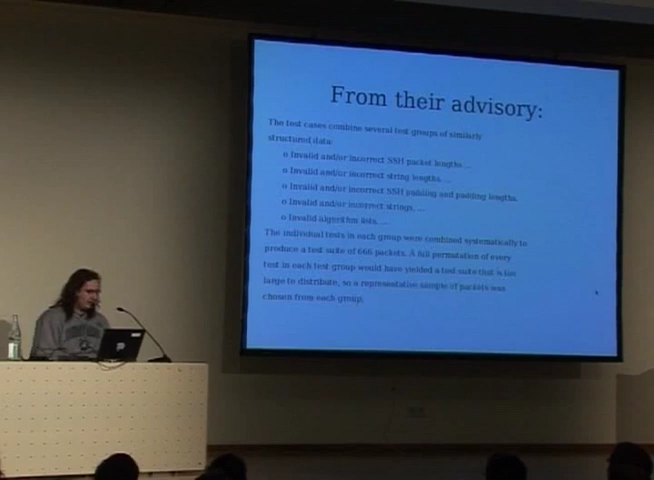 From their advisory:
The test cases combine several test groups of similarly
structured data:
o Invalid and/or incorrect SSH packet lengths. ...
o Invalid and/or incorrect string lengths. ...
o Invalid and/or incorrect SSH padding and padding lengths.
o Invalid and/or incorrect strings. ...
o Invalid algorithm lists. ...
The individual tests in each group were combined systematically to
produce a test suite of 666 packets. A full permutation of every
test in each test group would have yielded a test suite that is too
large to distribute, so a representative sample of packets was
chosen from each group.